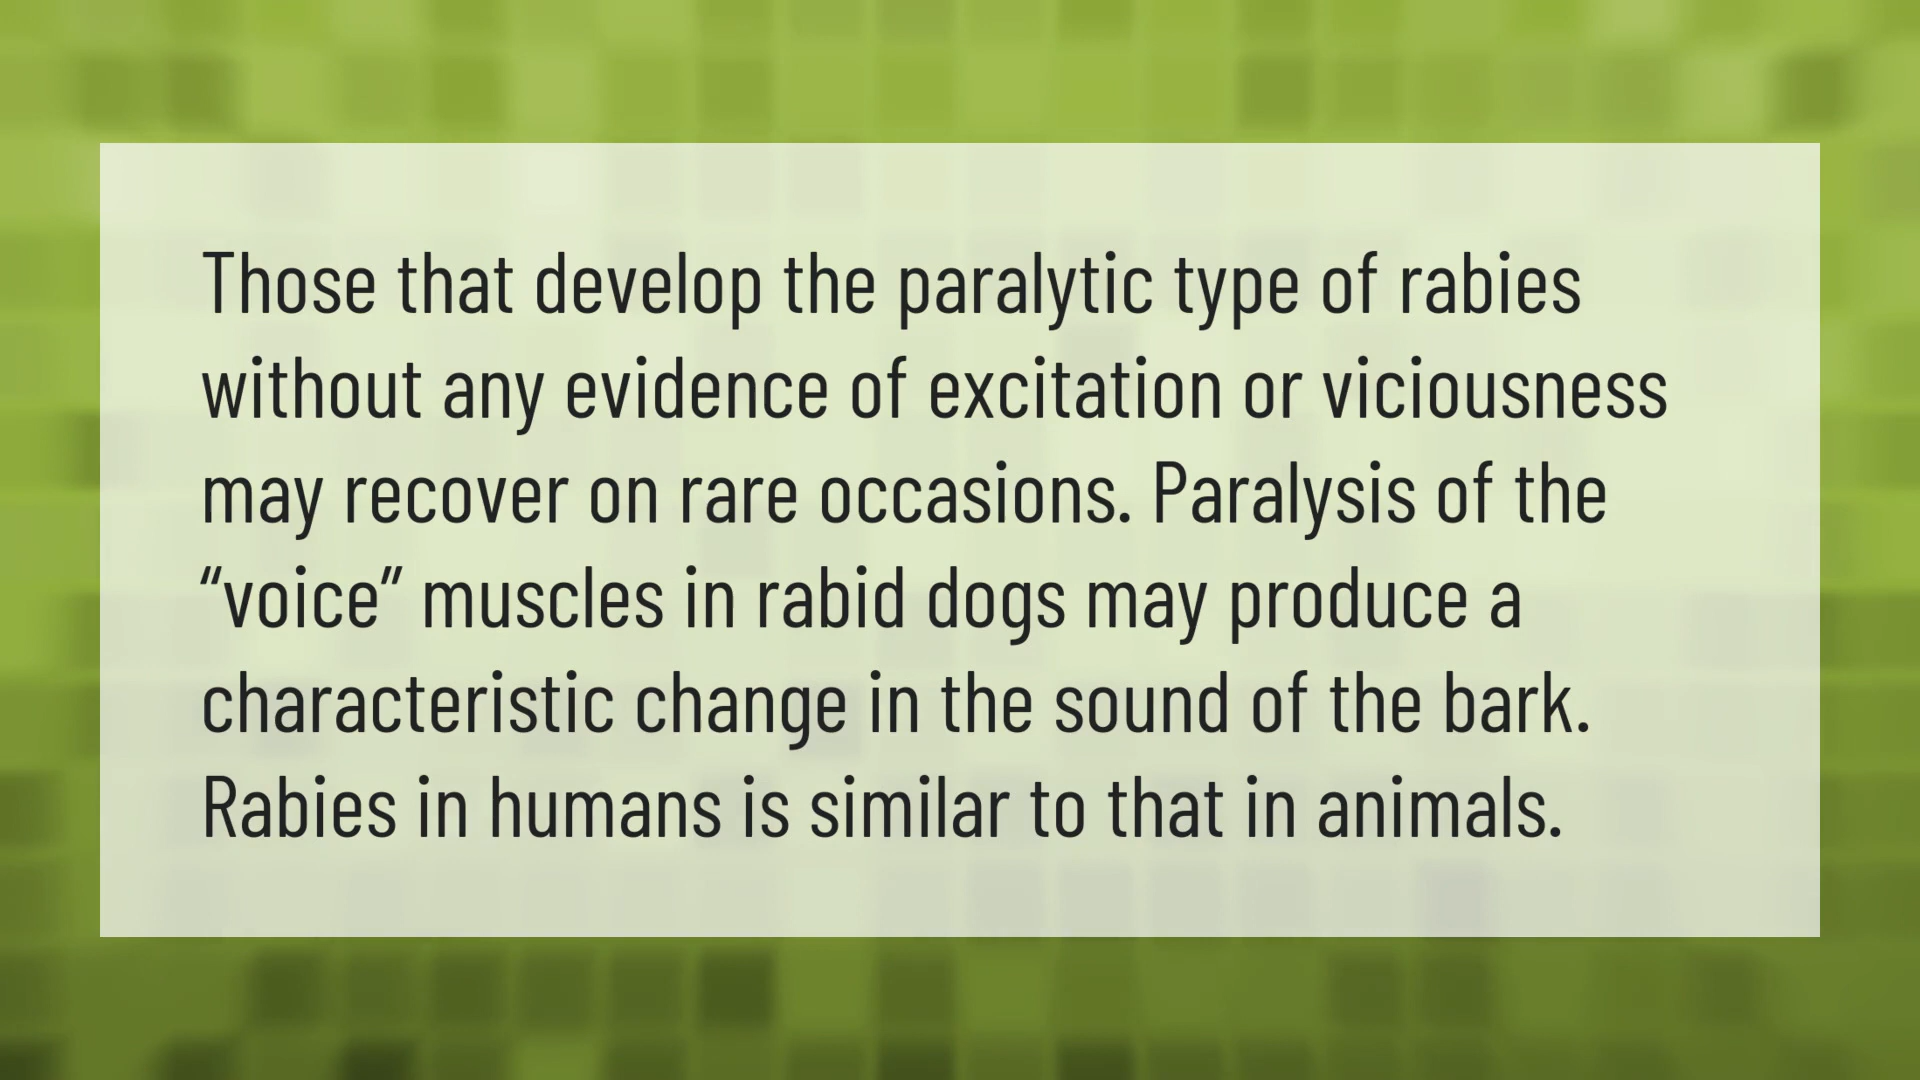 Those that develop the paralytic type of rabies
without any evidence of excitation or viciousness
may recover on rare occasions. Paralysis of the
“voice” muscles in rabid dogs may produce a
characteristic change in the sound of the bark.
Rabies in humans is similar to that in animals.